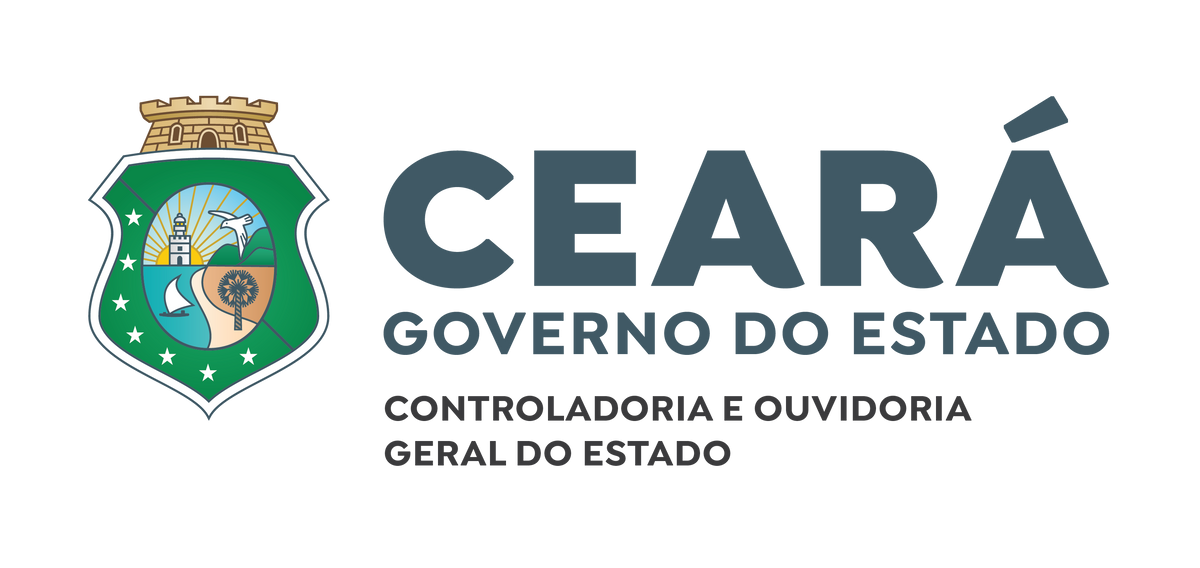 CEARÁ
GOVERNO DO ESTADO
CONTROLADORIA E OUVIDORIA
GERAL DO ESTADO